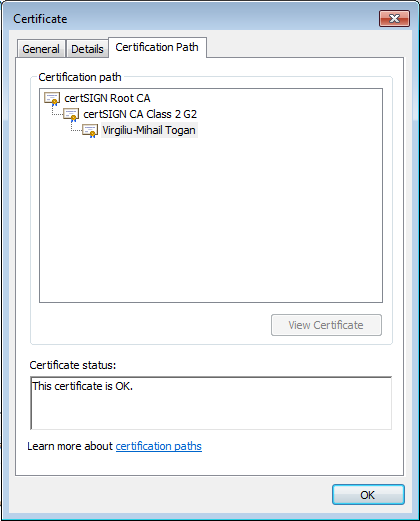 Certificate
General Details Certification Path
Certification path
certSIGN Root CA
certSIGN CA Class 2 G2
Virgiliu-Mihail Togan
View Certificate
Certificate status:
This certificate is OK.
Learn more about certification paths
OK